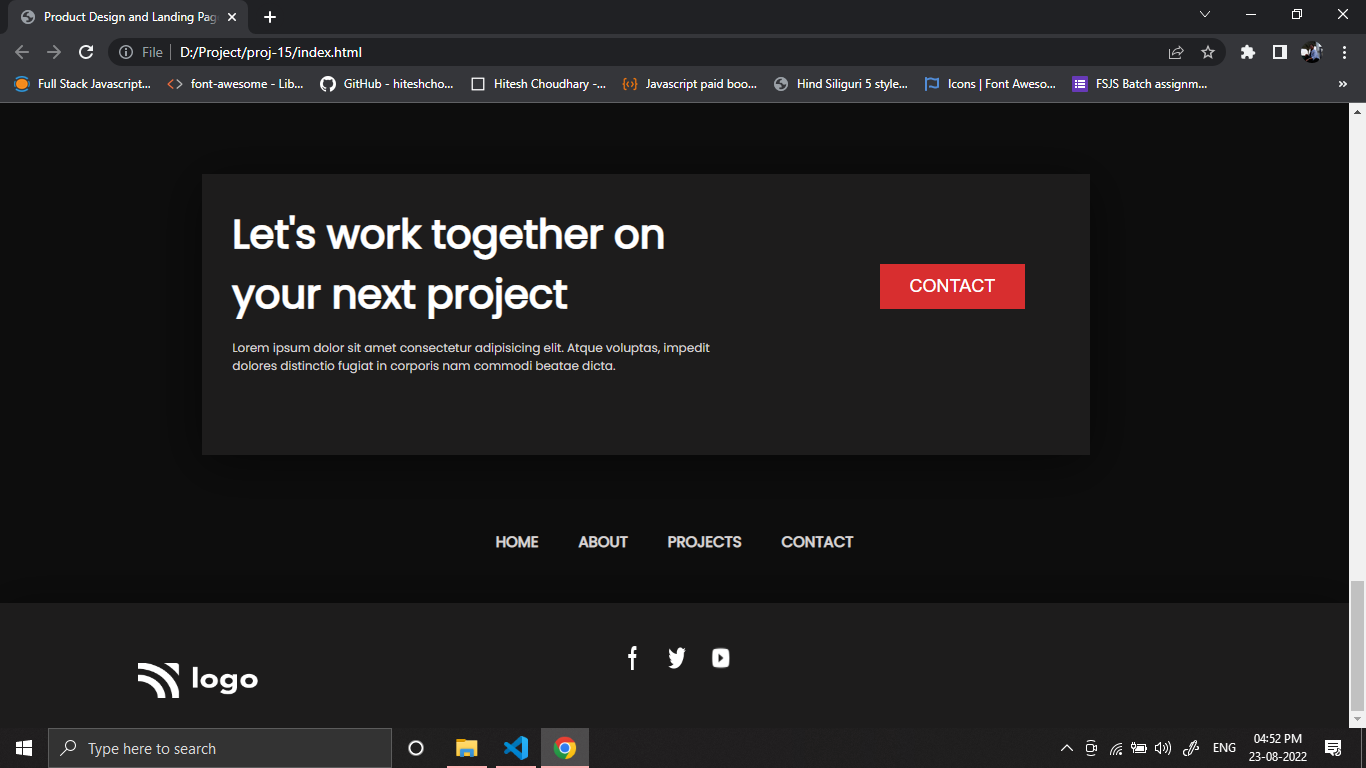 Product Design and Landing Pag
File
D:/Project/proj-15/index.html
Full Stack Javascript...
font-awesome - Lib...
GitHub - hiteshcho...
Hitesh Choudhary -...
Javascript paid boo...
Hind Siliguri 5 style...
Icons | Font Aweso...
FSJS Batch assignm...
»
Let's work together on
your next project
Lorem ipsum dolor sit amet consectetur adipisicing elit. Atque voluptas, impedit
dolores distinctio fugiat in corporis nam commodi beatae dicta.
CONTACT
HOME ABOUT PROJECTS CONTACT
logo
Type here to search
ENG
04:52 PM
23-08-2022